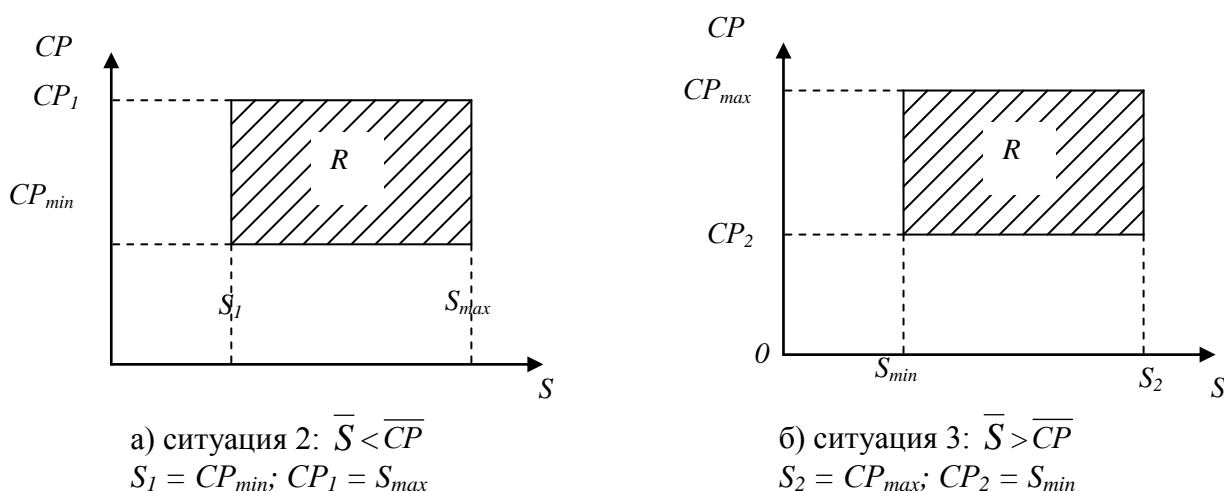 CP
CP₁
R
CPmin
S₁
Smax
S
а) ситуация 2: S̅ < C̅P̅
S₁ = CPmin; CP₁ = Smax
CP
CPmax
R
CP₂
0
Smin
S₂
S
б) ситуация 3: S̅ > C̅P̅
S₂ = CPmax; CP₂ = Smin